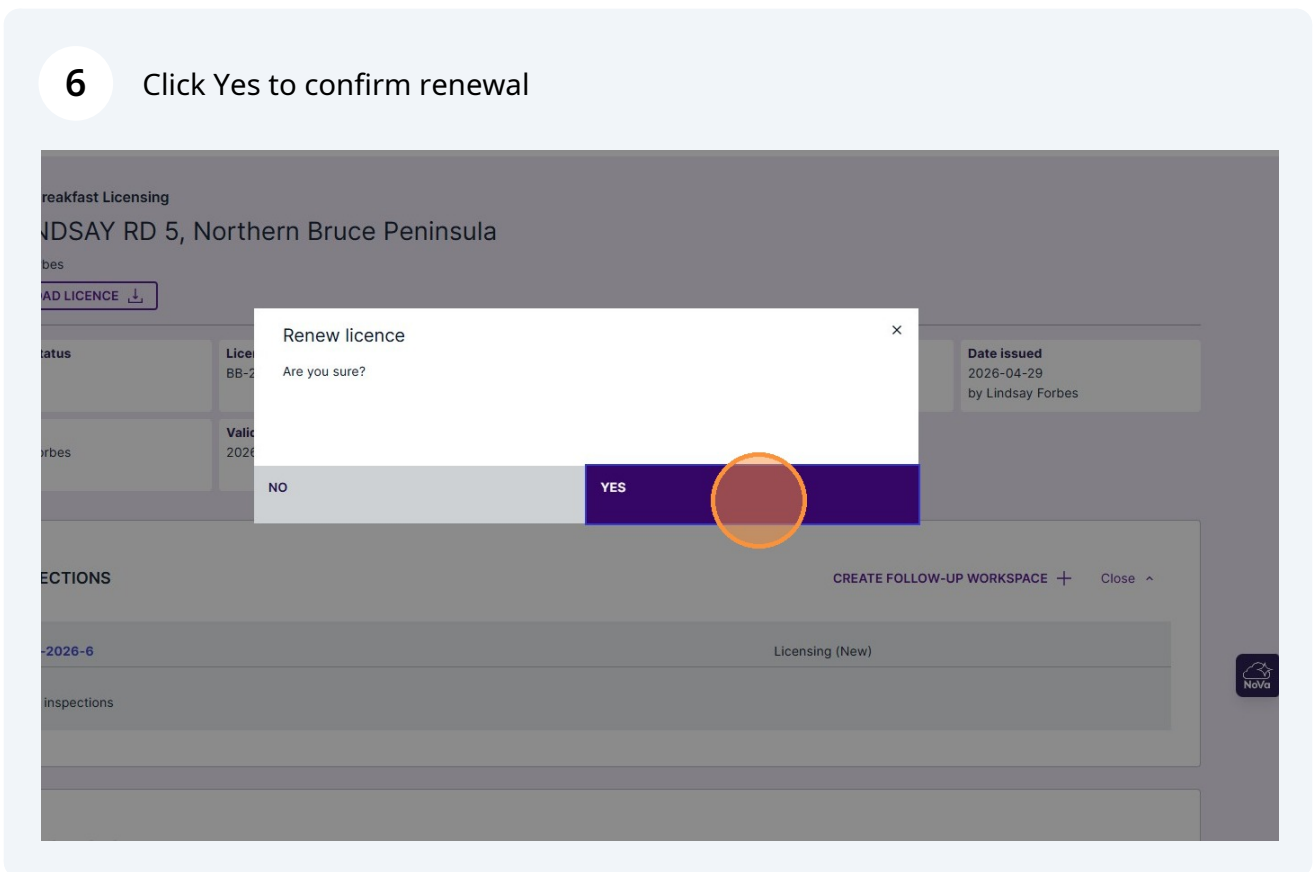 6 Click Yes to confirm renewal
reakfast Licensing
NDSAY RD 5, Northern Bruce Peninsula
bes
AD LICENCE
Renew licence
Are you sure?
tatus
Lice
BB-2
Date issued
2026-04-29
by Lindsay Forbes
orbes
Valid
2026
NO YES
ECTIONS CREATE FOLLOW-UP WORKSPACE Close
-2026-6 Licensing (New)
inspections
NoVa